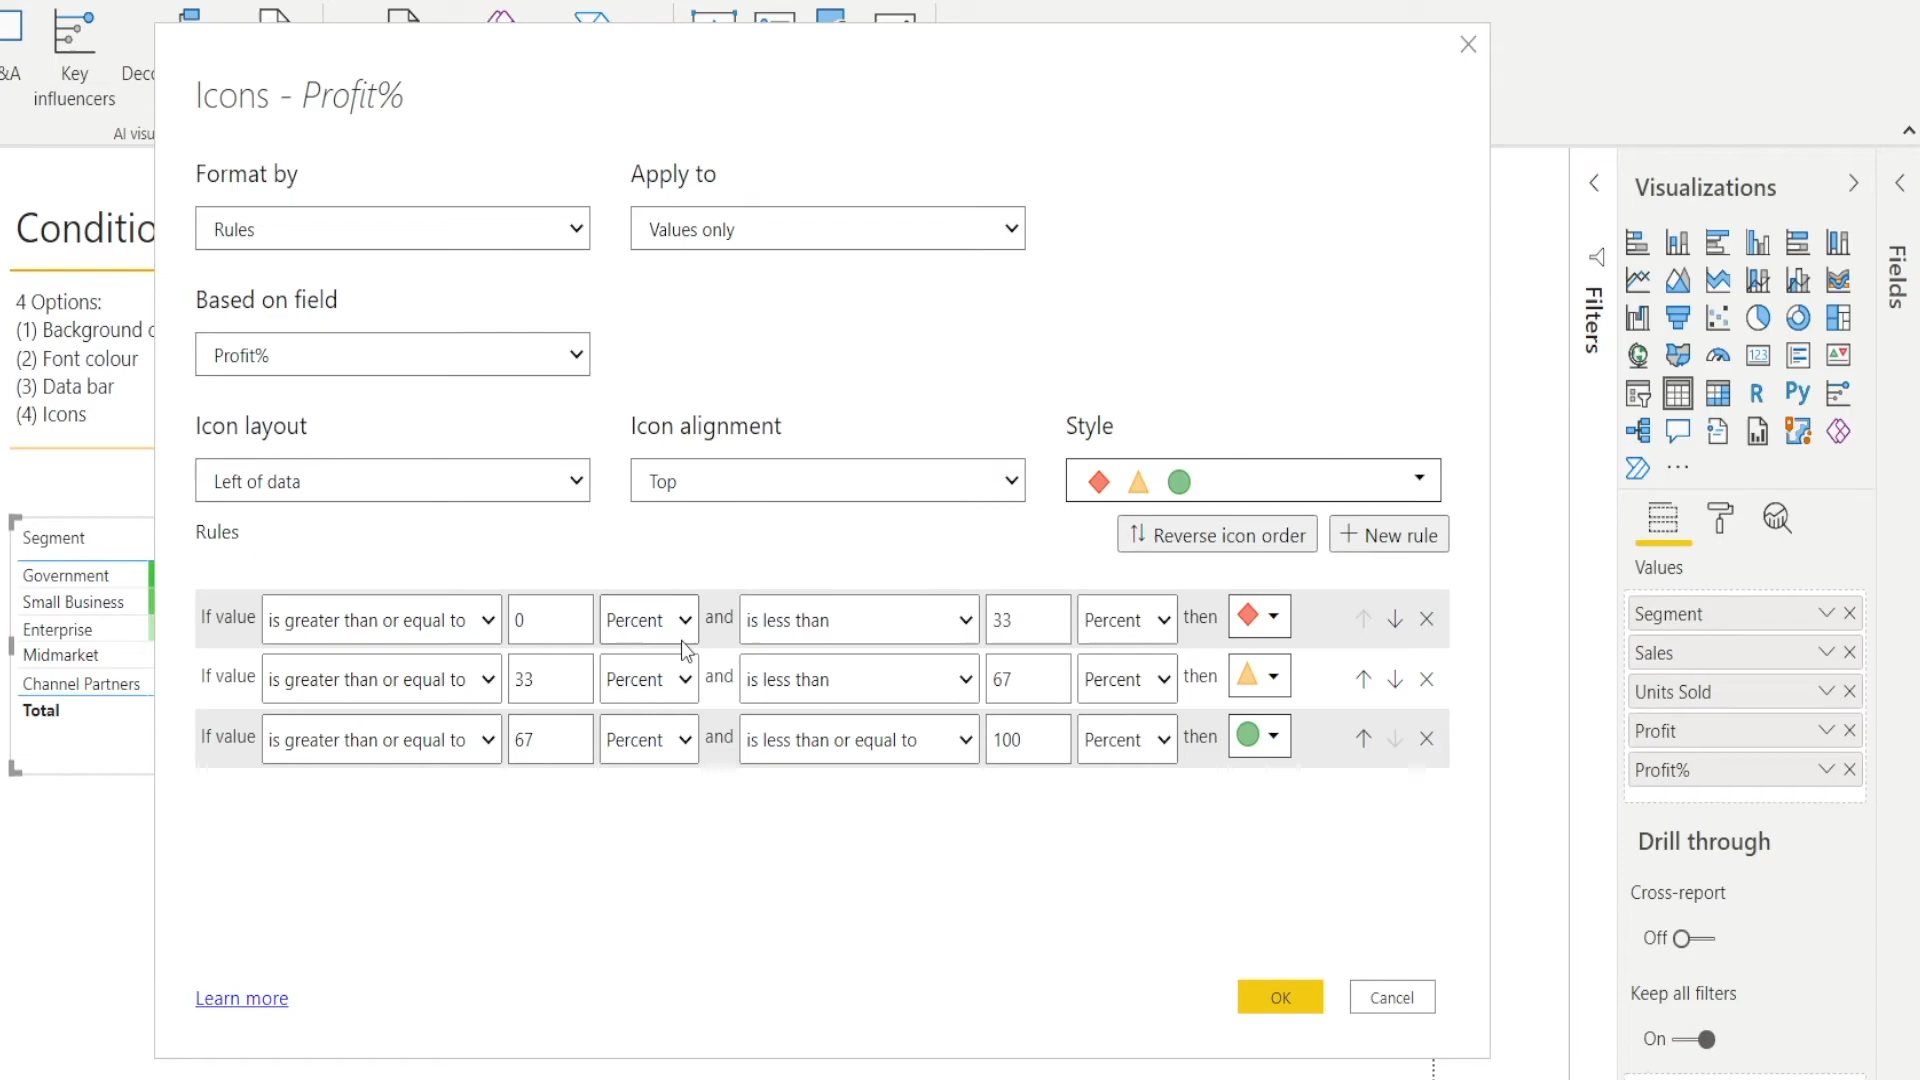 &A
Key
influencers
AI visu
Icons - Profit%
Format by
Apply to
Rules
Values only
Based on field
Profit%
Icon layout
Icon alignment
Style
Left of data
Top
Rules
Reverse icon order
New rule
If value is greater than or equal to 0 Percent and is less than 33 Percent then
If value is greater than or equal to 33 Percent and is less than 67 Percent then
If value is greater than or equal to 67 Percent and is less than or equal to 100 Percent then
Learn more
OK
Cancel
Conditio
4 Options:
(1) Background c
(2) Font colour
(3) Data bar
(4) Icons
Segment
Government
Small Business
Enterprise
Midmarket
Channel Partners
Total
Filters
Visualizations
123
R
Py
...
Values
Segment
Sales
Units Sold
Profit
Profit%
Drill through
Cross-report
Off
Keep all filters
On
Fields